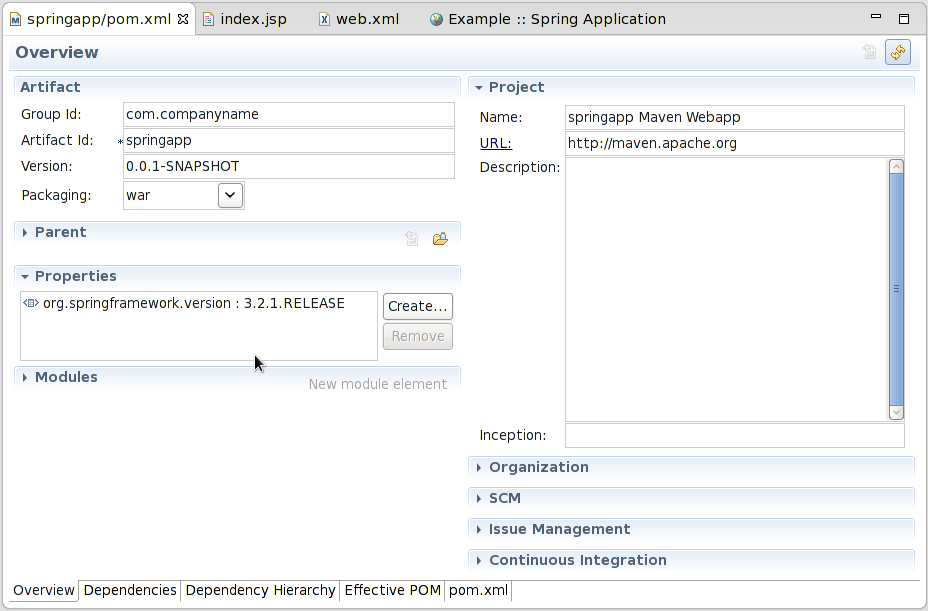 springapp/pom.xml index.jsp web.xml Example :: Spring Application
Overview
Artifact
Group Id: com.companyname
Artifact Id: springapp
Version: 0.0.1-SNAPSHOT
Packaging: war
Parent
Properties
org.springframework.version : 3.2.1.RELEASE
Create...
Remove
Modules
New module element
Project
Name: springapp Maven Webapp
URL: http://maven.apache.org
Description:
Inception:
Organization
SCM
Issue Management
Continuous Integration
Overview Dependencies Dependency Hierarchy Effective POM pom.xml